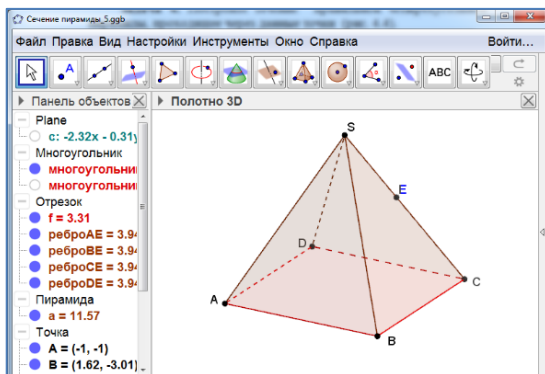 Сечение пирамиды_5.ggb
Файл Правка Вид Настройки Инструменты Окно Справка Войти...
ABC
Панель объектов
Полотно 3D
Plane
c: -2.32x - 0.31y
Многоугольник
многоугольни
многоугольни
Отрезок
f = 3.31
реброAE = 3.94
реброBE = 3.94
реброCE = 3.94
реброDE = 3.94
Пирамида
a = 11.57
Точка
A = (-1, -1)
B = (1.62, -3.01)
S
E
D
C
A
B